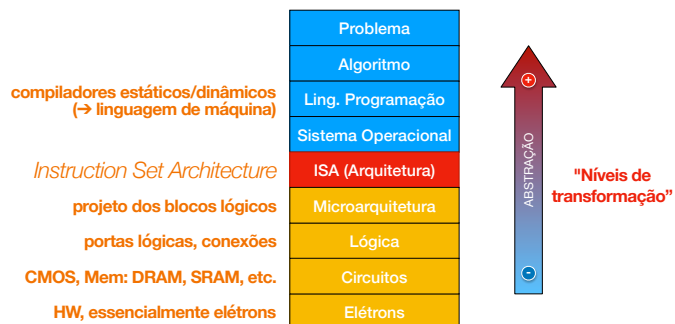 Problema
Algoritmo
compiladores estáticos/dinâmicos
(➔ linguagem de máquina)
Ling. Programação
Sistema Operacional
Instruction Set Architecture
ISA (Arquitetura)
projeto dos blocos lógicos
Microarquitetura
portas lógicas, conexões
Lógica
CMOS, Mem: DRAM, SRAM, etc.
Circuitos
HW, essencialmente elétrons
Elétrons
+
ABSTRAÇÃO
-
"Níveis de
transformação”